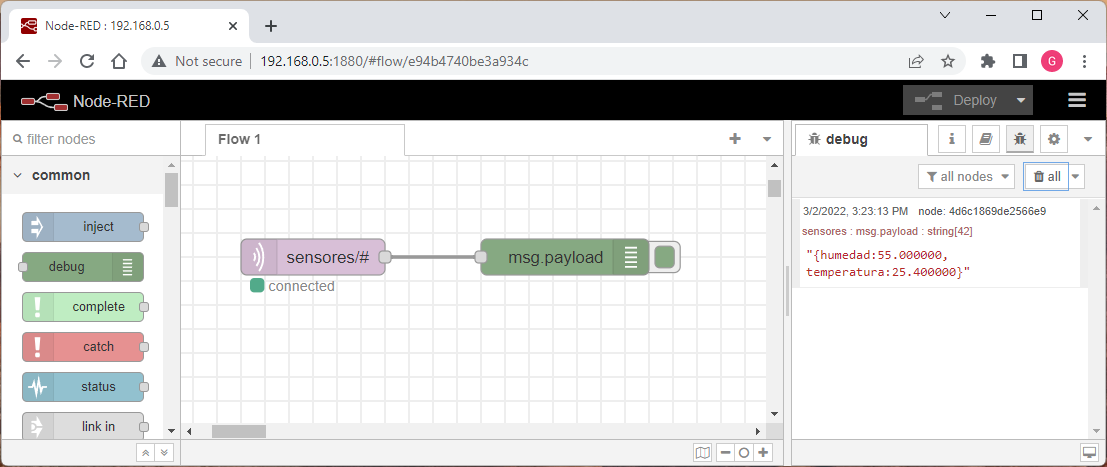 Node-RED : 192.168.0.5
Not secure
192.168.0.5:1880/#flow/e94b4740be3a934c
G
Node-RED
Deploy
filter nodes
Flow 1
debug
i
common
all nodes
all
inject
debug
complete
catch
status
link in
sensores/#
connected
msg.payload
3/2/2022, 3:23:13 PM node: 4d6c1869de2566e9
sensores : msg.payload : string[42]
"{humedad:55.000000,
temperatura:25.400000}"